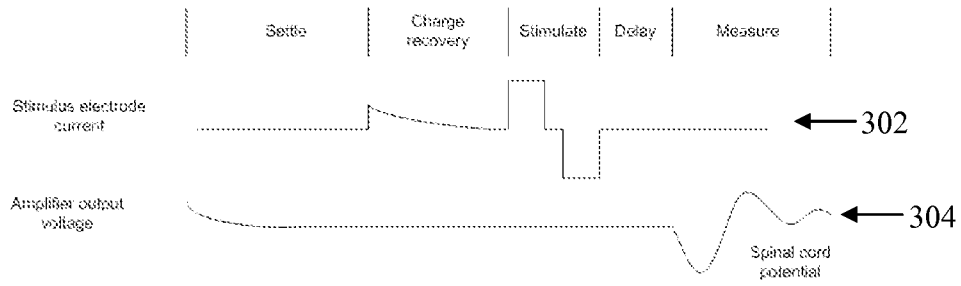 Settle
Charge
recovery
Stimulate
Delay
Measure
Stimulus electrode
current
302
Amplifier output
voltage
304
Spinal cord
potential